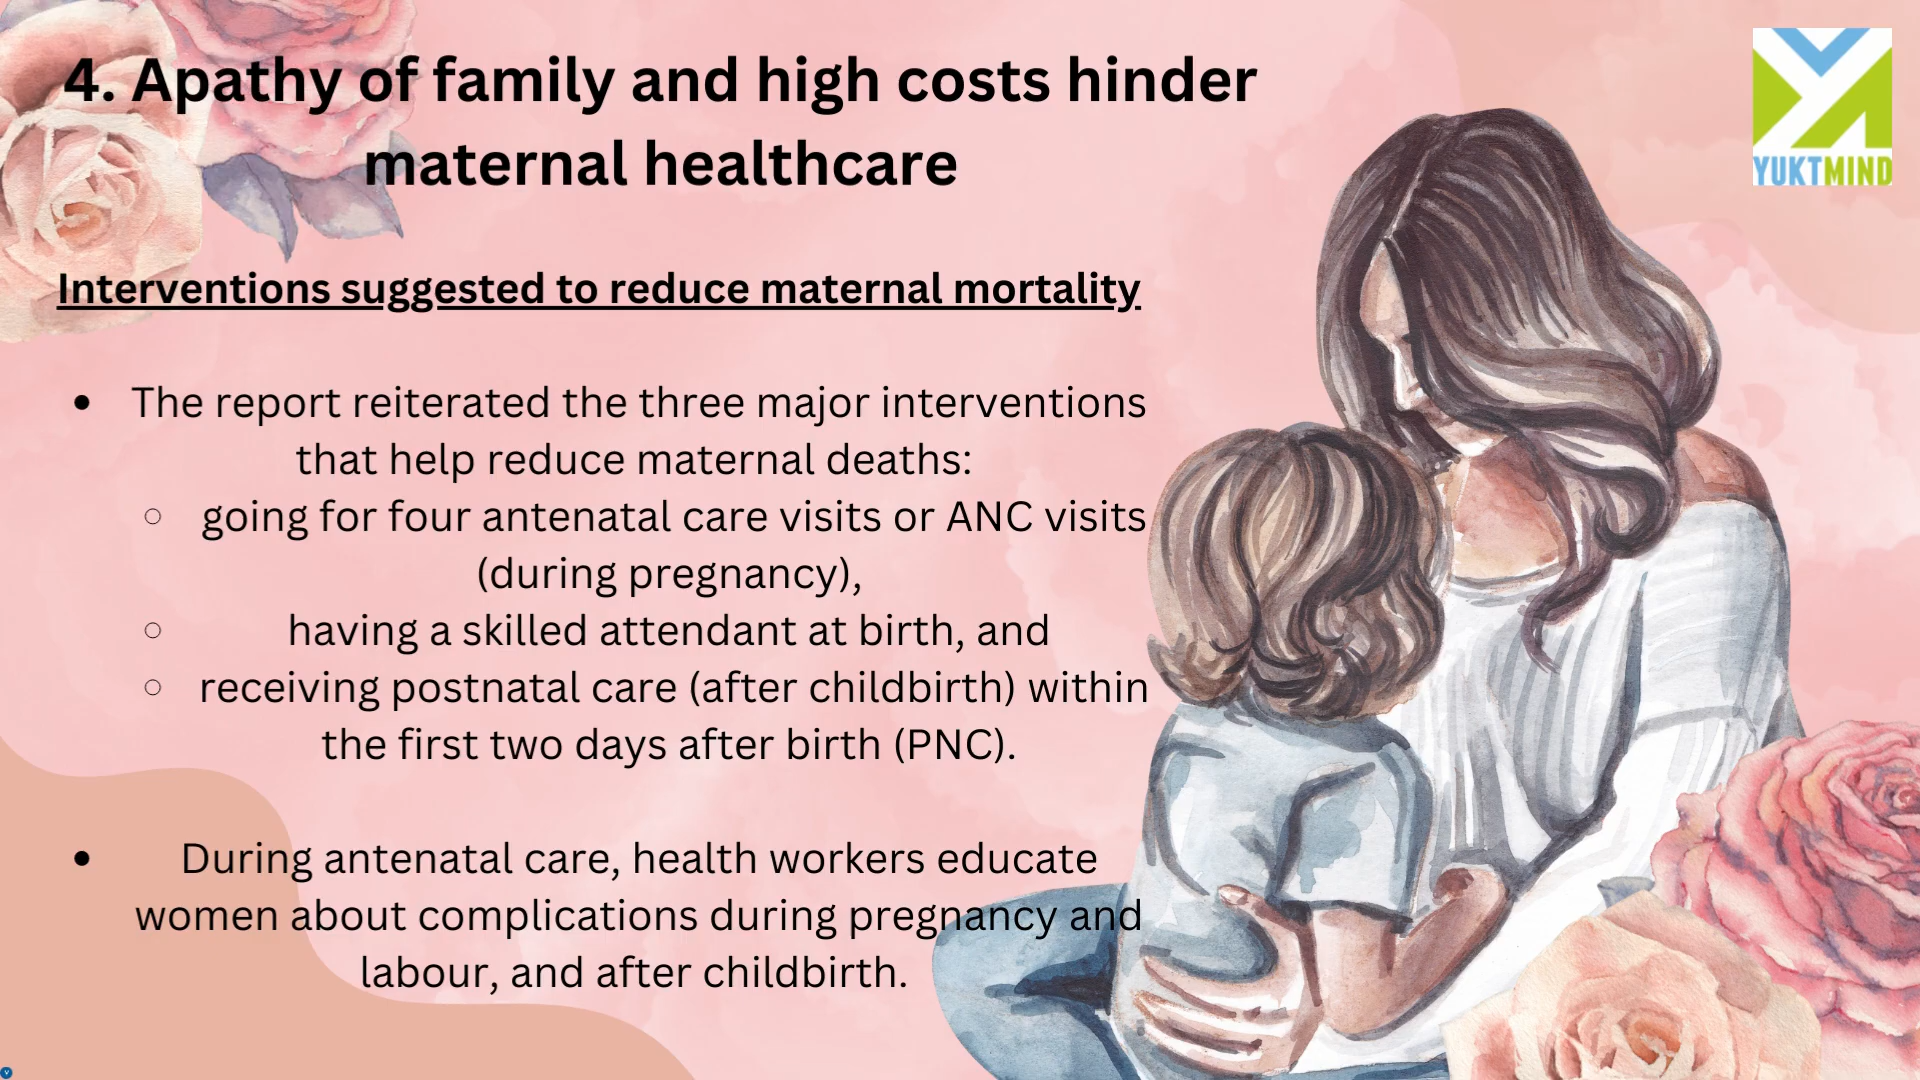 4. Apathy of family and high costs hinder
maternal healthcare
YUKTMIND
Interventions suggested to reduce maternal mortality
• The report reiterated the three major interventions
that help reduce maternal deaths:
○ going for four antenatal care visits or ANC visits
(during pregnancy),
○ having a skilled attendant at birth, and
○ receiving postnatal care (after childbirth) within
the first two days after birth (PNC).
• During antenatal care, health workers educate
women about complications during pregnancy and
labour, and after childbirth.